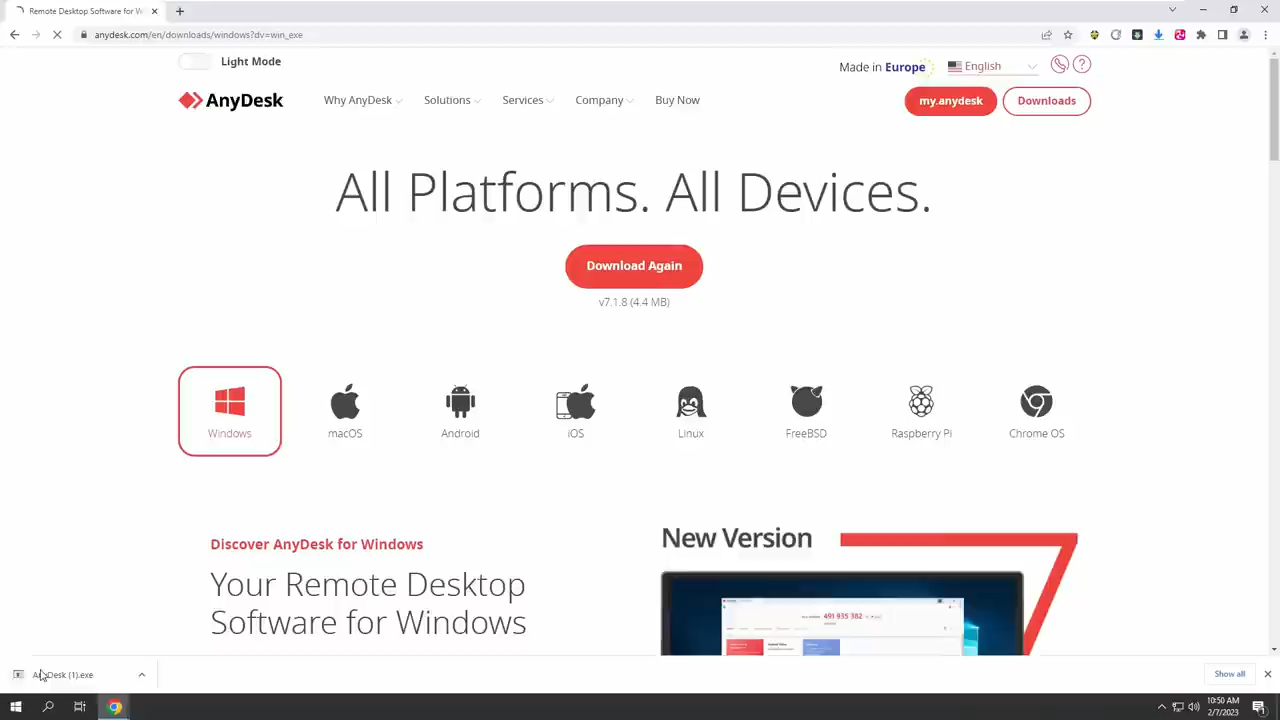 Remote Desktop Software for W
anydesk.com/en/downloads/windows?dv=win_exe
Light Mode
Made in Europe
English
AnyDesk
Why AnyDesk
Solutions
Services
Company
Buy Now
my.anydesk
Downloads
All Platforms. All Devices.
Download Again
v7.1.8 (4.4 MB)
Windows
macOS
Android
iOS
Linux
FreeBSD
Raspberry Pi
Chrome OS
Discover AnyDesk for Windows
New Version
Your Remote Desktop
Software for Windows
491 935 382
AnyDesk (1).exe
Show all
10:50 AM
2/7/2023